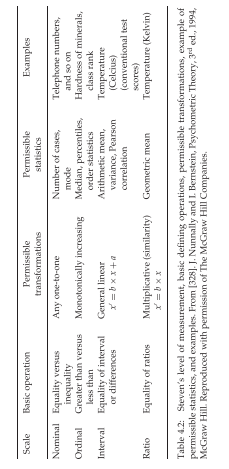 Scale Basic operation Permissible transformations Permissible statistics Examples
Nominal Equality versus inequality Any one-to-one Number of cases, mode Telephone numbers, and so on
Ordinal Greater than versus less than Monotonically increasing Median, percentiles, order statistics Hardness of minerals, class rank
Interval Equality of interval or differences General linear x′ = b × x + a Arithmetic mean, variance, Pearson correlation Temperature (Celcius) (conventional test scores)
Ratio Equality of ratios Multiplicative (similarity) x′ = b × x Geometric mean Temperature (Kelvin)
Table 4.2: Steven's level of measurement, basic defining operations, permissible transformations, example of
permissible statistics, and examples. From [328]. J Nunnally and I. Bernstein, Psychometric Theory, 3rd ed., 1994,
McGraw Hill. Reproduced with permission of The McGraw Hill Companies.